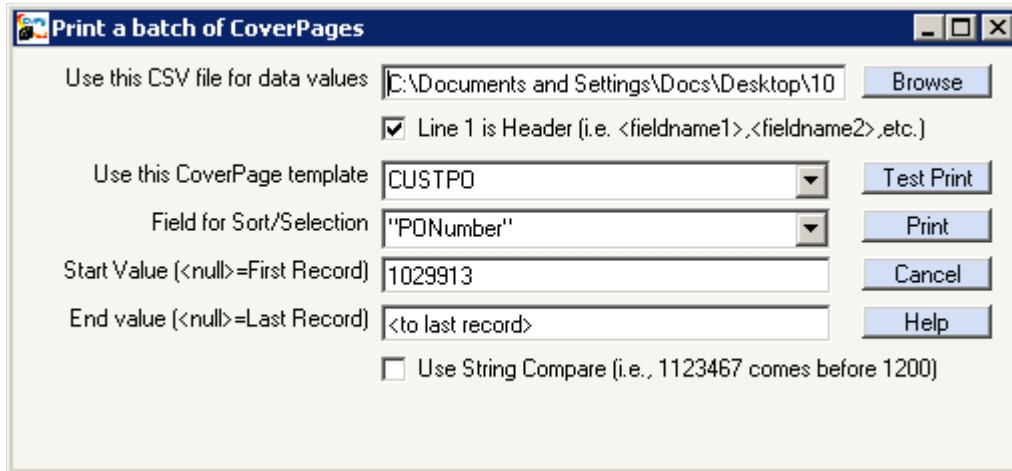 Print a batch of CoverPages
Use this CSV file for data values C:\Documents and Settings\Docs\Desktop\10 Browse
Line 1 is Header (i.e. <fieldname1>,<fieldname2>,etc.)
Use this CoverPage template CUSTPO Test Print
Field for Sort/Selection "PONumber" Print
Start Value (<null>=First Record) 1029913 Cancel
End value (<null>=Last Record) <to last record> Help
Use String Compare (i.e., 1123467 comes before 1200)